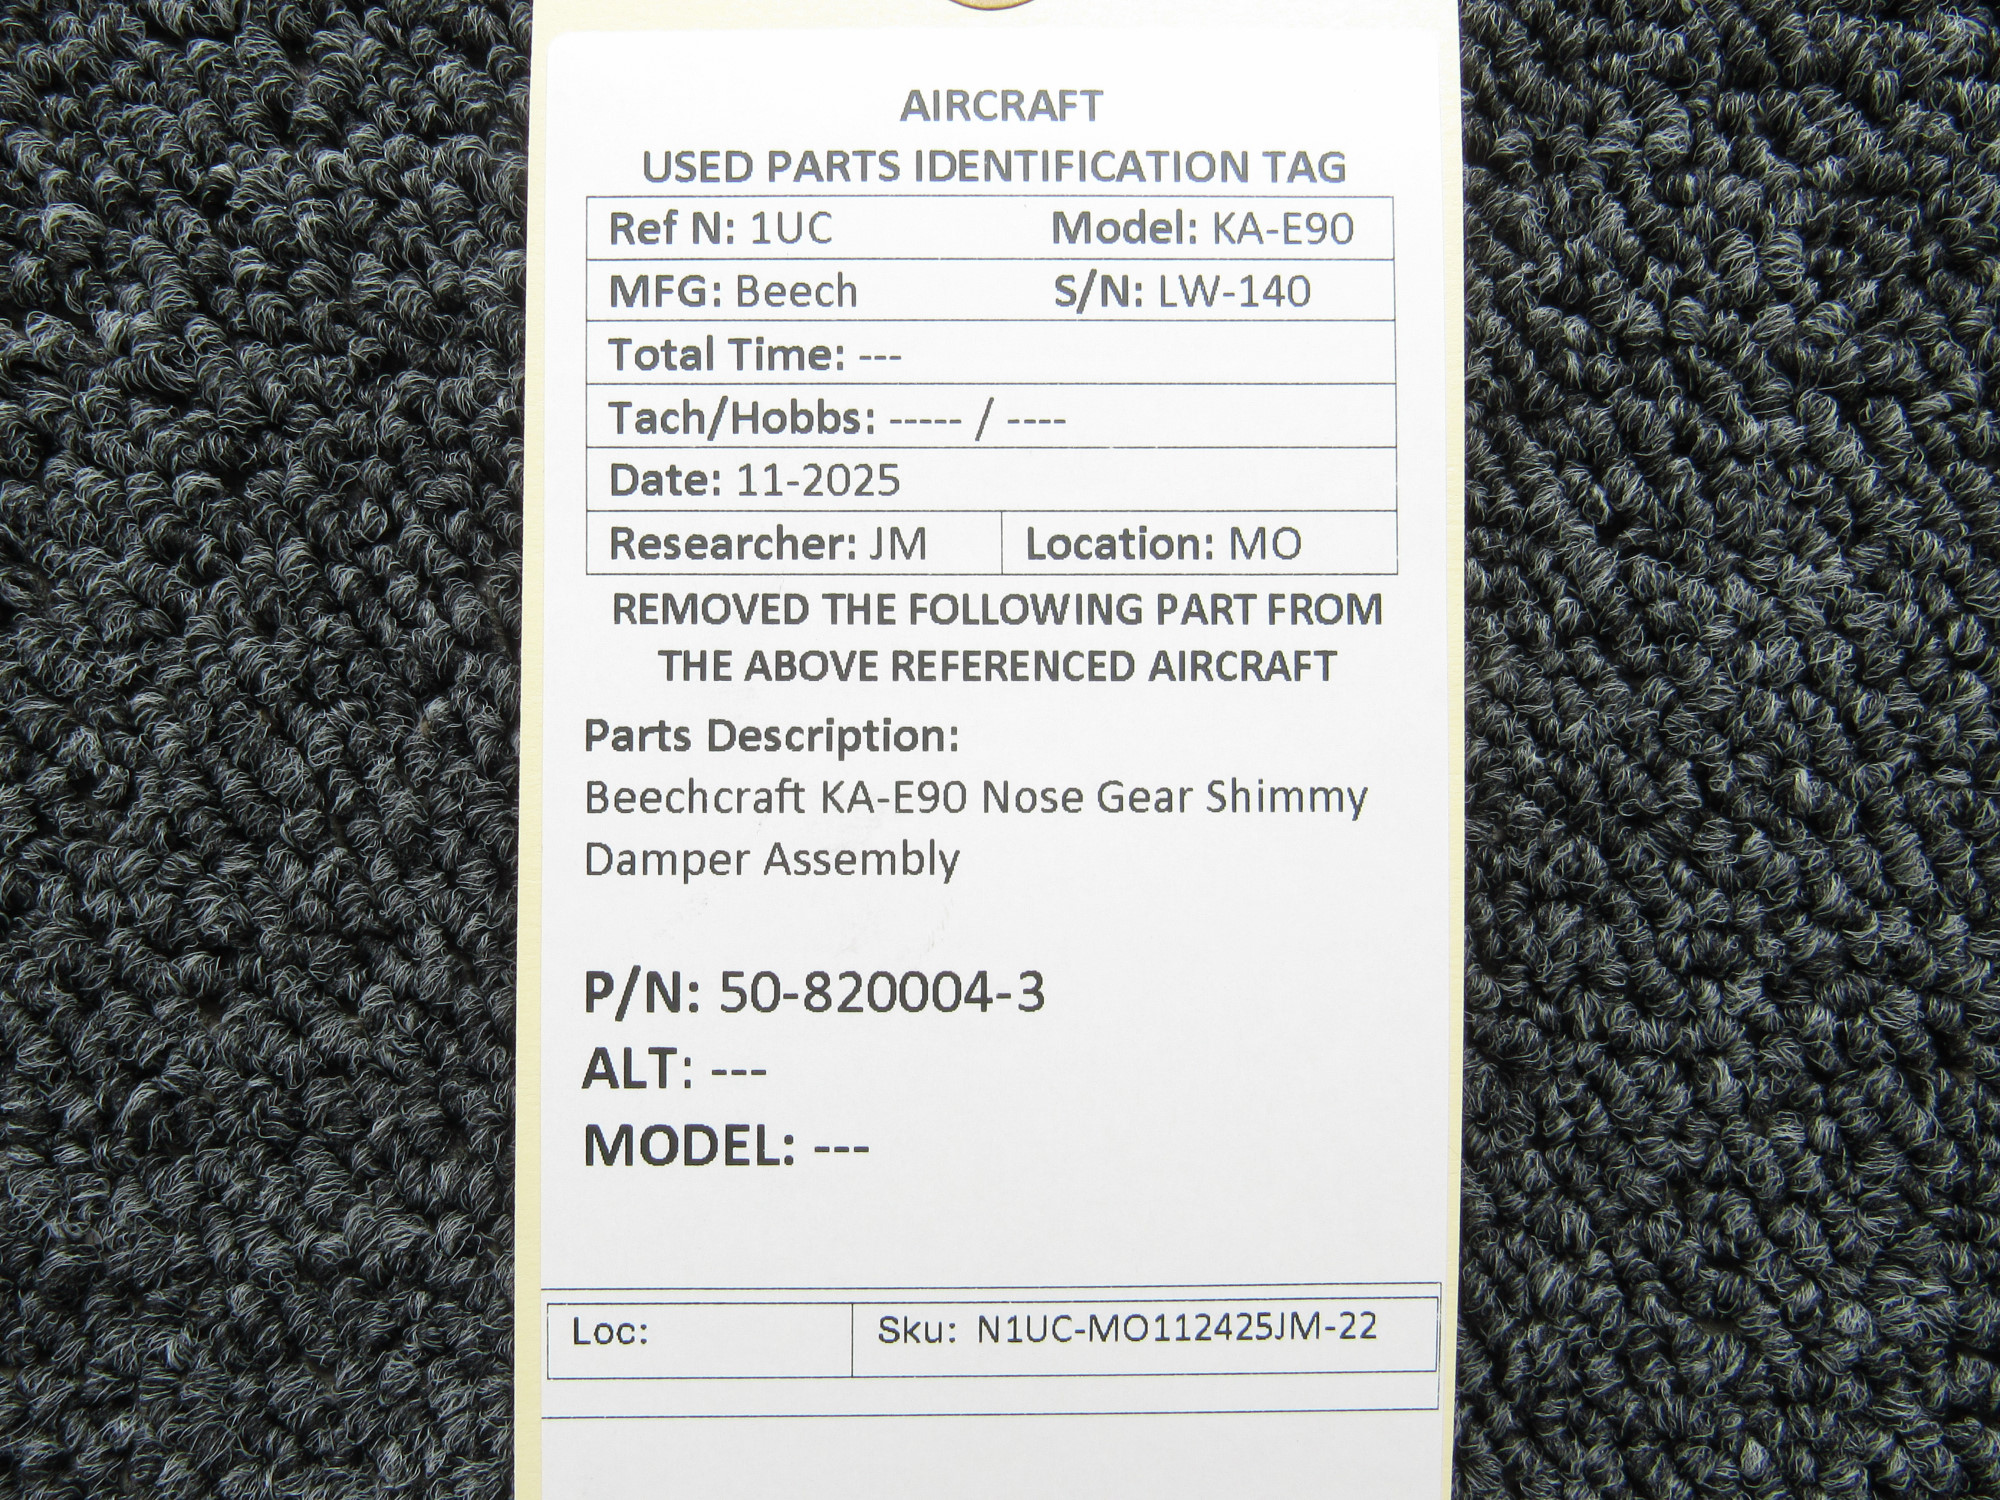 AIRCRAFT
USED PARTS IDENTIFICATION TAG
Ref N: 1UC Model: KA-E90
MFG: Beech S/N: LW-140
Total Time: ---
Tach/Hobbs: ----- / ----
Date: 11-2025
Researcher: JM Location: MO
REMOVED THE FOLLOWING PART FROM
THE ABOVE REFERENCED AIRCRAFT
Parts Description:
Beechcraft KA-E90 Nose Gear Shimmy
Damper Assembly
P/N: 50-820004-3
ALT: ---
MODEL: ---
Loc: Sku: N1UC-MO112425JM-22